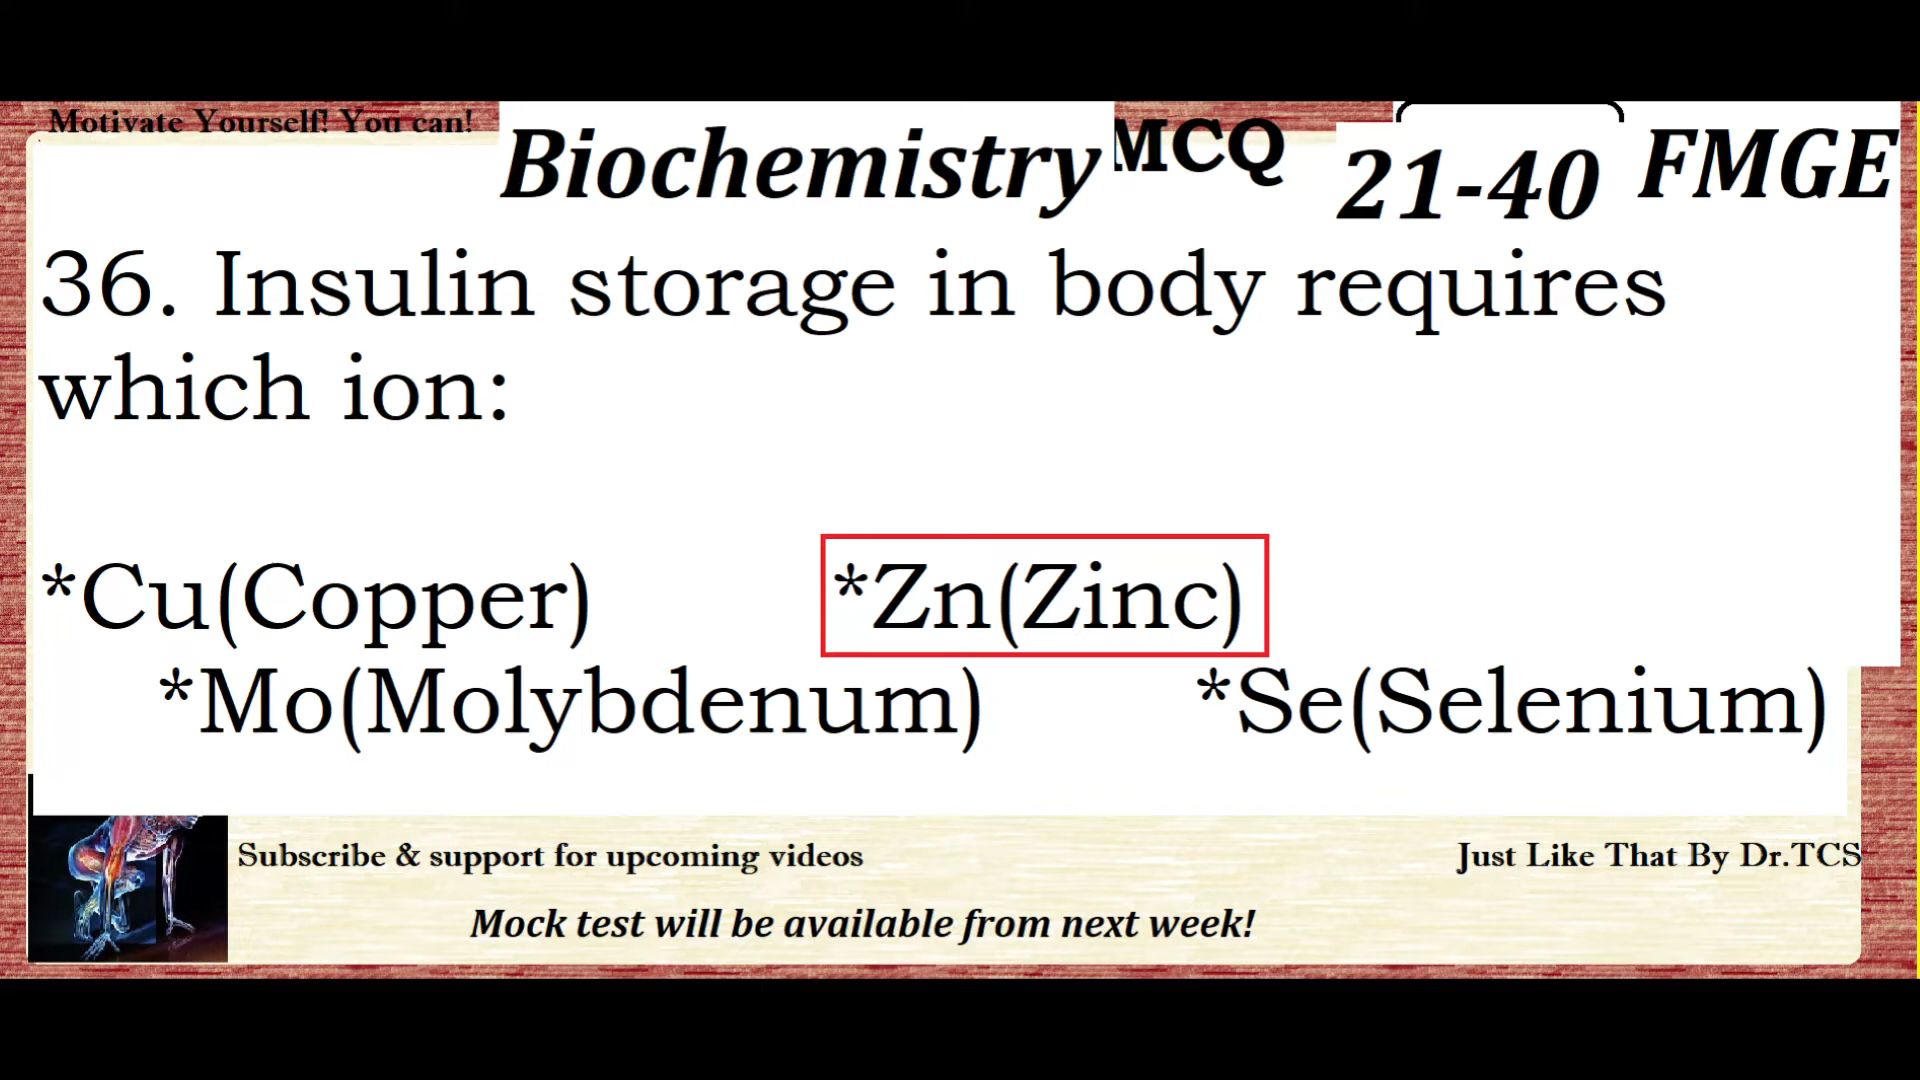 Motivate Yourself! You can!
Biochemistry MCQ 21-40 FMGE
36. Insulin storage in body requires
which ion:
*Cu(Copper) *Zn(Zinc)
*Mo(Molybdenum) *Se(Selenium)
Subscribe & support for upcoming videos
Just Like That By Dr.TCS
Mock test will be available from next week!